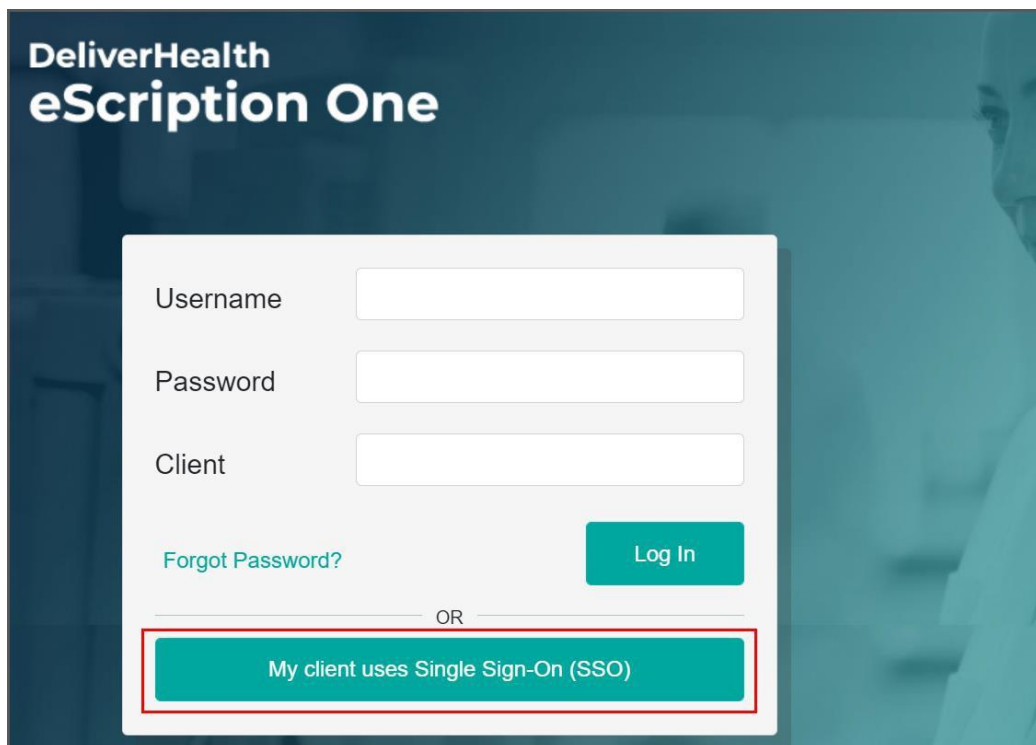 DeliverHealth
eScription One
Username
Password
Client
Forgot Password?
Log In
OR
My client uses Single Sign-On (SSO)